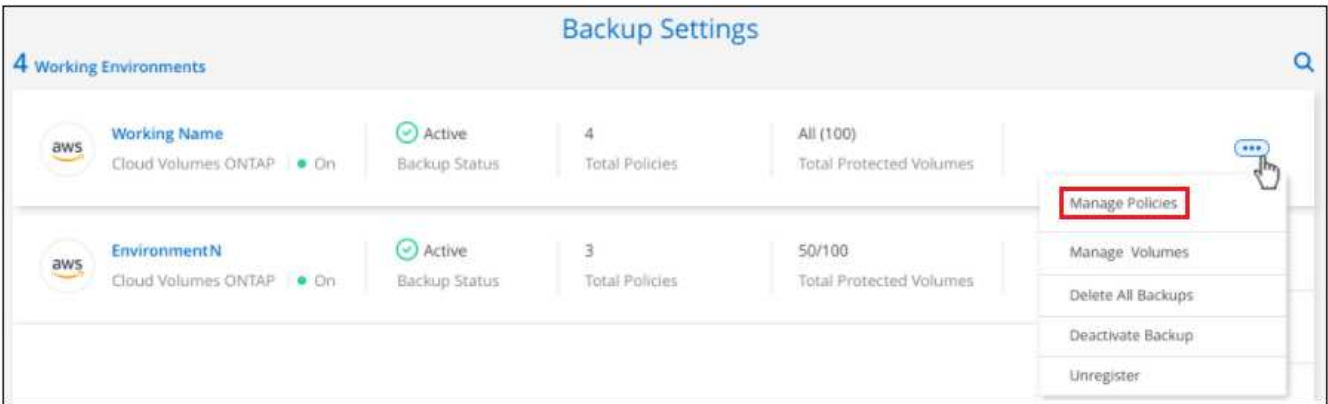 Backup Settings
4 Working Environments
aws
Working Name
Cloud Volumes ONTAP
On
Active
Backup Status
4
Total Policies
All (100)
Total Protected Volumes
Manage Policies
Manage Volumes
Delete All Backups
Deactivate Backup
Unregister
aws
EnvironmentN
Cloud Volumes ONTAP
On
Active
Backup Status
3
Total Policies
50/100
Total Protected Volumes